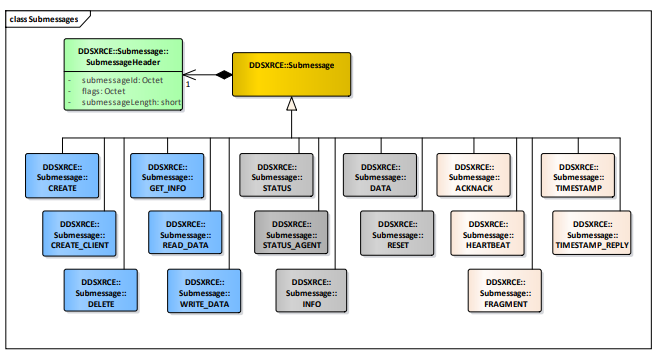 class Submessages
DDSXRCE::Submessage::
SubmessageHeader
- submessageId: Octet
- flags: Octet
- submessageLength: short
1
DDSXRCE::Submessage
DDSXRCE::
Submessage::
CREATE
DDSXRCE::
Submessage::
GET_INFO
DDSXRCE::
Submessage::
STATUS
DDSXRCE::
Submessage::
DATA
DDSXRCE::
Submessage::
ACKNACK
DDSXRCE::
Submessage::
TIMESTAMP
DDSXRCE::
Submessage::
CREATE_CLIENT
DDSXRCE::
Submessage::
READ_DATA
DDSXRCE::
Submessage::
STATUS_AGENT
DDSXRCE::
Submessage::
RESET
DDSXRCE::
Submessage::
HEARTBEAT
DDSXRCE::
Submessage::
TIMESTAMP_REPLY
DDSXRCE::
Submessage::
DELETE
DDSXRCE::
Submessage::
WRITE_DATA
DDSXRCE::
Submessage::
INFO
DDSXRCE::
Submessage::
FRAGMENT